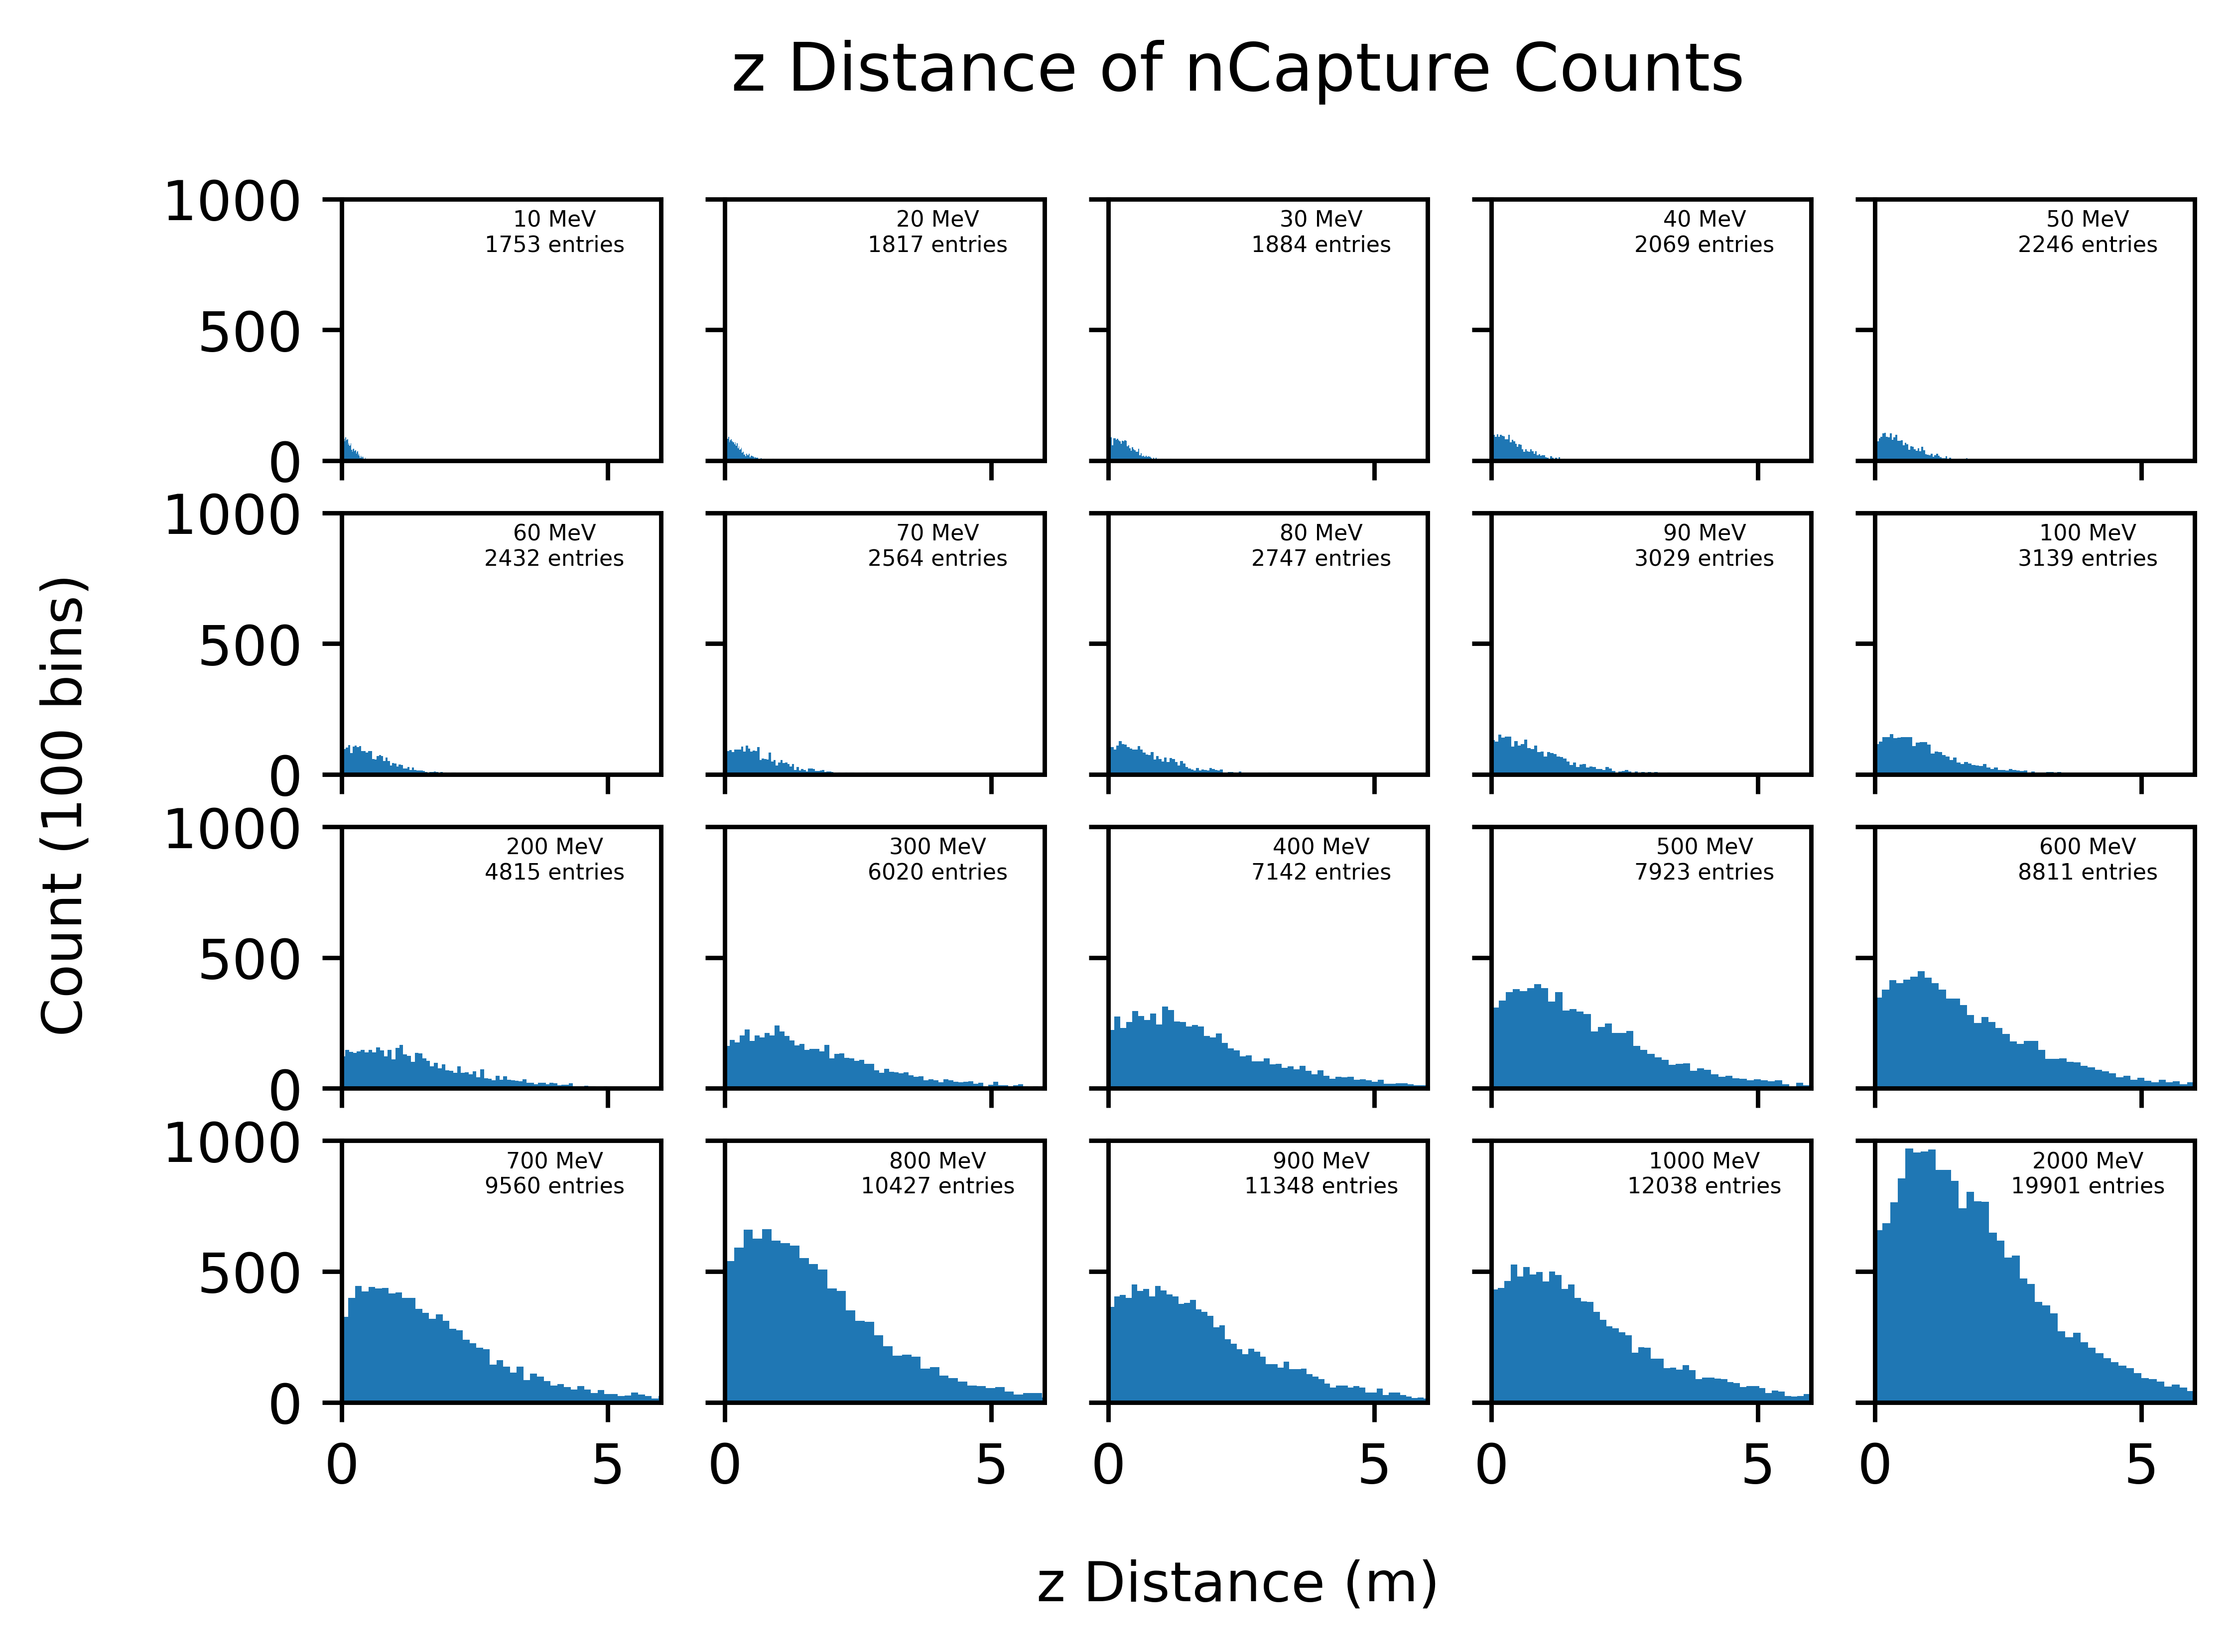 z Distance of nCapture Counts
1000
500
0
10 MeV
1753 entries
20 MeV
1817 entries
30 MeV
1884 entries
40 MeV
2069 entries
50 MeV
2246 entries
1000
500
0
60 MeV
2432 entries
70 MeV
2564 entries
80 MeV
2747 entries
90 MeV
3029 entries
100 MeV
3139 entries
Count (100 bins)
1000
500
0
200 MeV
4815 entries
300 MeV
6020 entries
400 MeV
7142 entries
500 MeV
7923 entries
600 MeV
8811 entries
1000
500
0
700 MeV
9560 entries
800 MeV
10427 entries
900 MeV
11348 entries
1000 MeV
12038 entries
2000 MeV
19901 entries
0 5 0 5 0 5 0 5 0 5
z Distance (m)